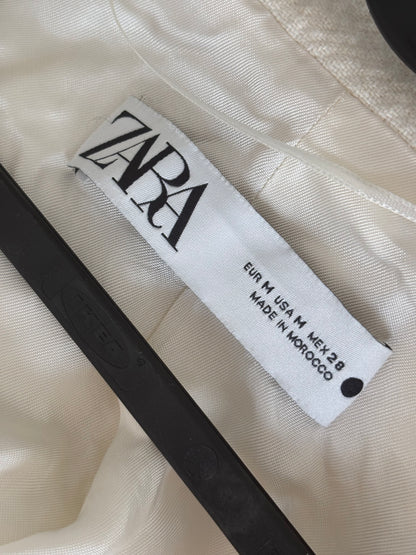 ZARA
EUR M USA M MEX 28
MADE IN MOROCCO